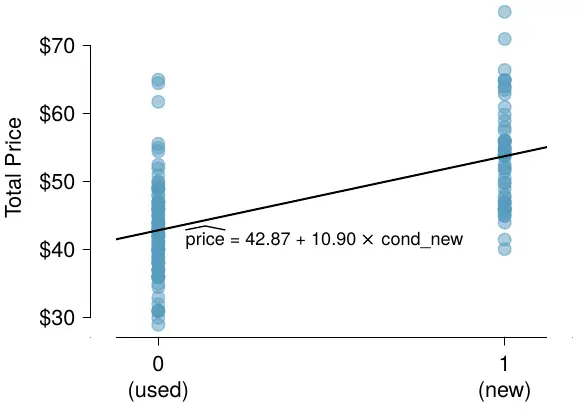 Total Price
$70
$60
$50
$40
$30
price = 42.87 + 10.90 × cond_new
0
(used)
1
(new)